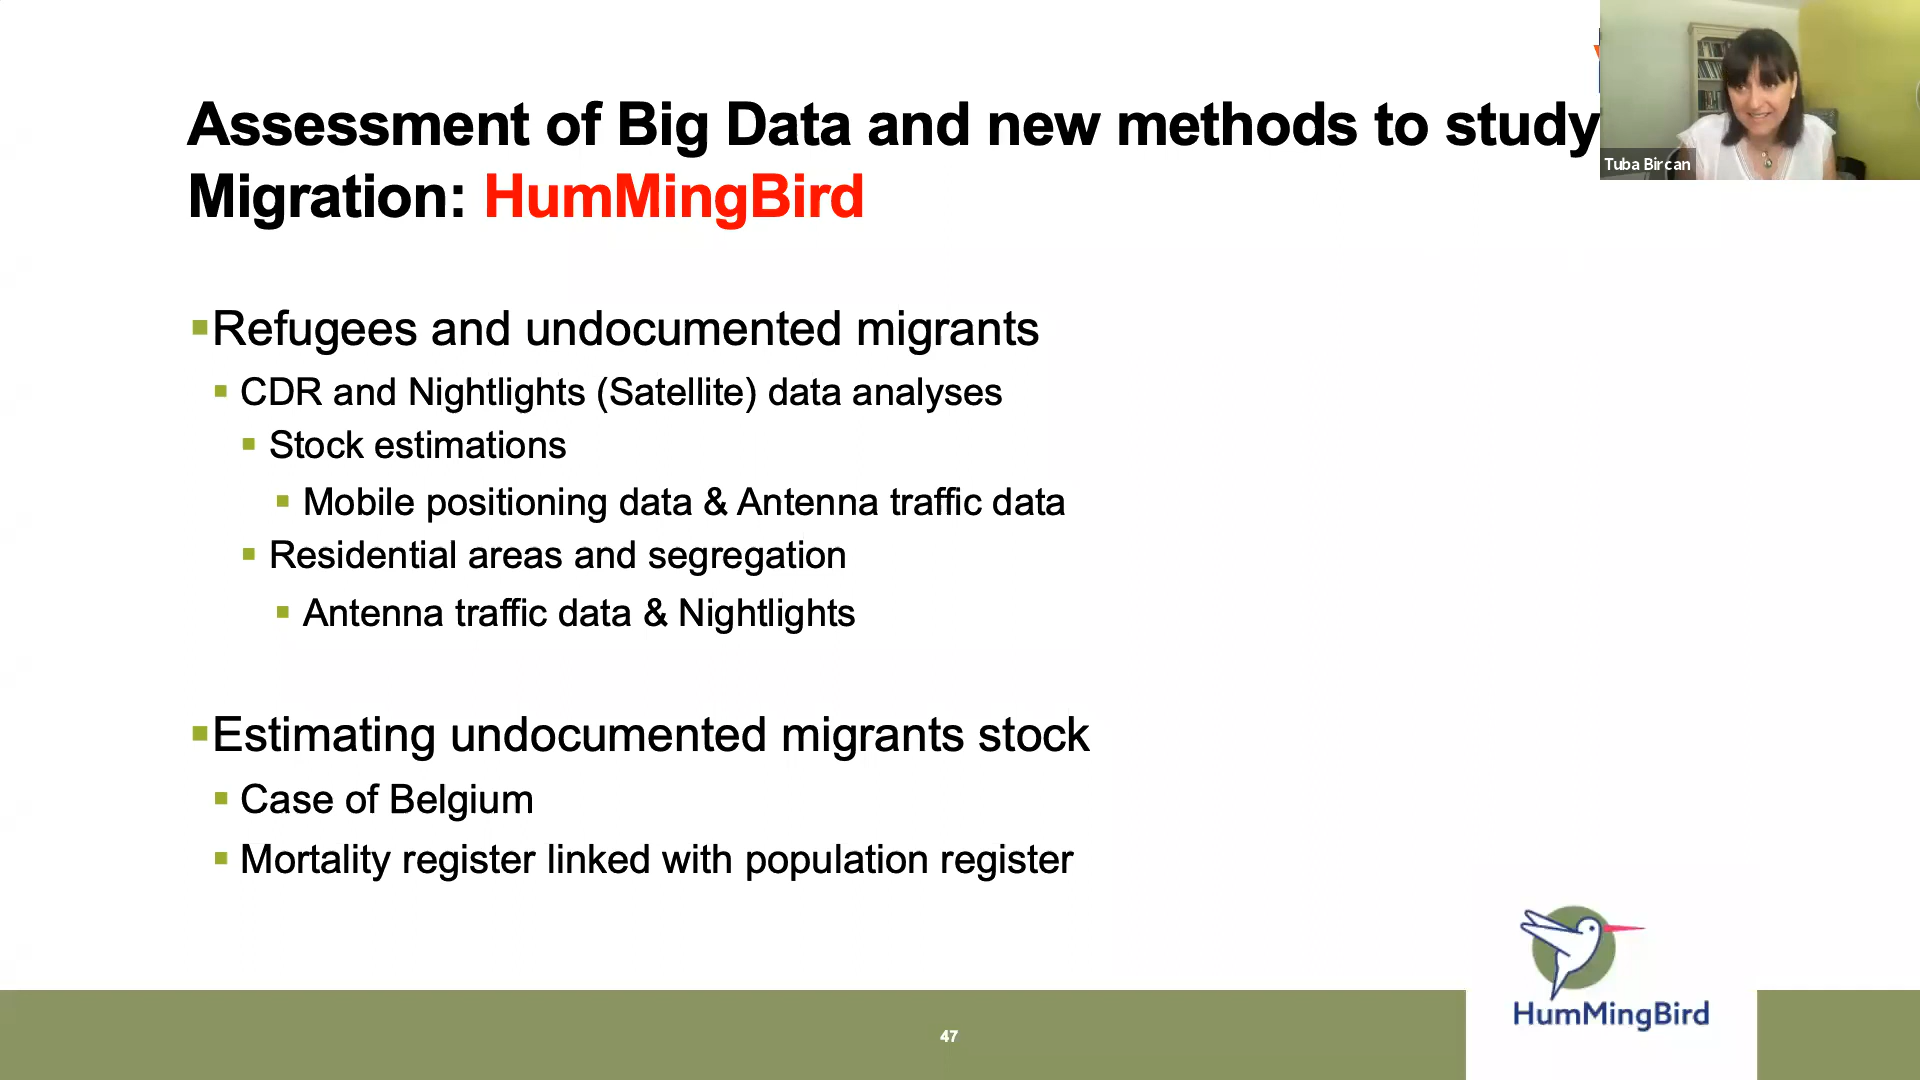 Assessment of Big Data and new methods to study
Migration: HumMingBird
Tuba Bircan
Refugees and undocumented migrants
CDR and Nightlights (Satellite) data analyses
Stock estimations
Mobile positioning data & Antenna traffic data
Residential areas and segregation
Antenna traffic data & Nightlights
Estimating undocumented migrants stock
Case of Belgium
Mortality register linked with population register
HumMingBird
47